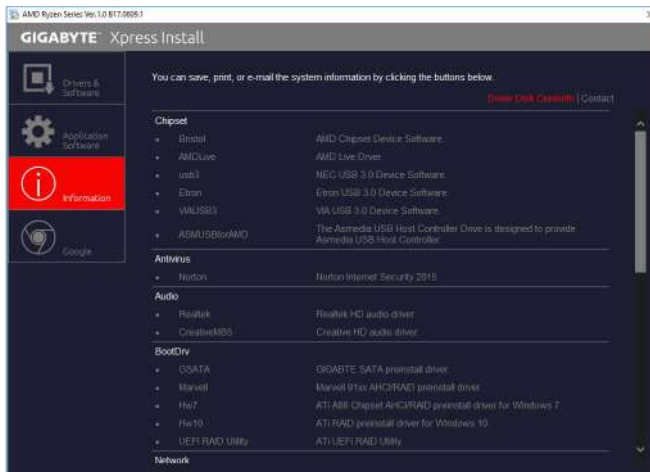 AMD Ryzen Series Ver.1.0 B17.0609.1
GIGABYTE™ Xpress Install
Drivers &
Software
Application
Software
Information
Google
You can save, print, or e-mail the system information by clicking the buttons below.
Driver Disk Contents | Contact
Chipset
Bristol AMD Chipset Device Software.
AMDLive AMD Live Driver
usb3 NEC USB 3.0 Device Software.
Etron Etron USB 3.0 Device Software.
VIAUSB3 VIA USB 3.0 Device Software.
ASMUSBforAMD The Asmedia USB Host Controller Drive is designed to provide
Asmedia USB Host Controller.
Antivirus
Norton Norton Internet Security 2015
Audio
Realtek Realtek HD audio driver
CreativeMB5 Creative HD audio driver.
BootDrv
GSATA GIGABTE SATA preinstall driver.
Marvell Marvell 91xx AHCI/RAID preinstall driver.
Hw7 ATi A88 Chipset AHCI/RAID preinstall driver for Windows 7
Hw10 ATi RAID preinstall driver for Windows 10
UEFI RAID Utility ATi UEFI RAID Utility
Network